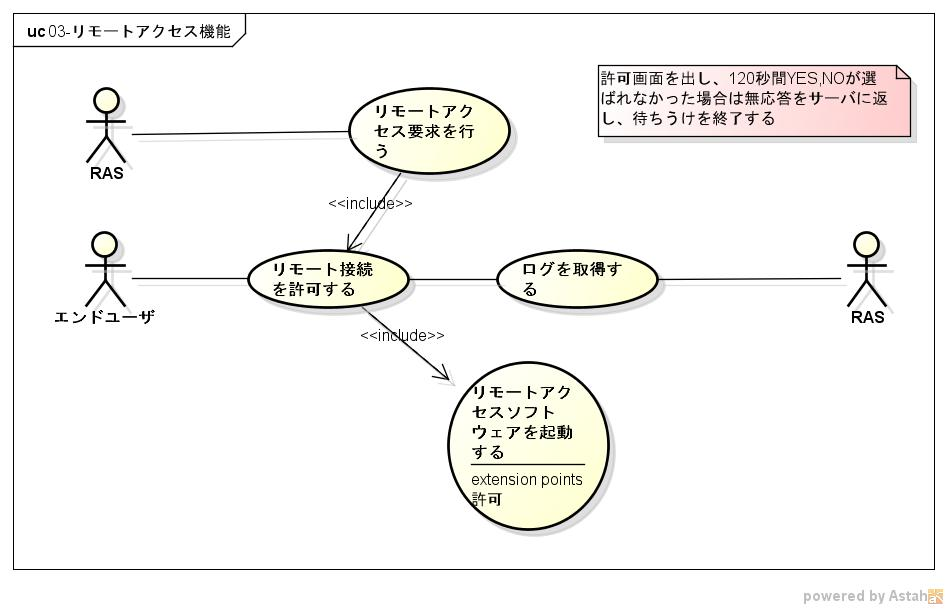 uc 03-リモートアクセス機能
許可画面を出し、120秒間YES,NOが選
ばれなかった場合は無応答をサーバに返
し、待ちうけを終了する
リモートアク
セス要求を行
う
RAS
<<include>>
リモート接続
を許可する
ログを取得す
る
エンドユーザ
RAS
<<include>>
リモートアク
セスソフト
ウェアを起動
する
extension points
許可
powered by Astah